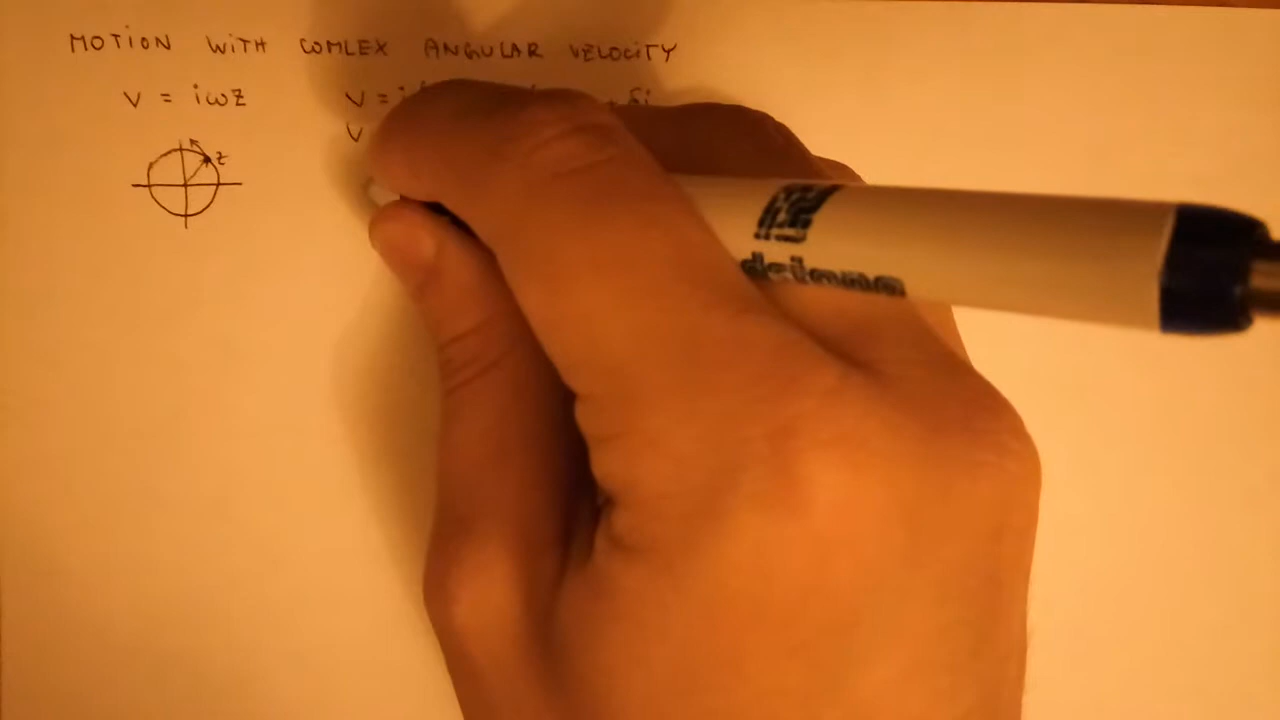 MOTION WITH COMLEX ANGULAR VELOCITY
V = iωz V = i
V
z